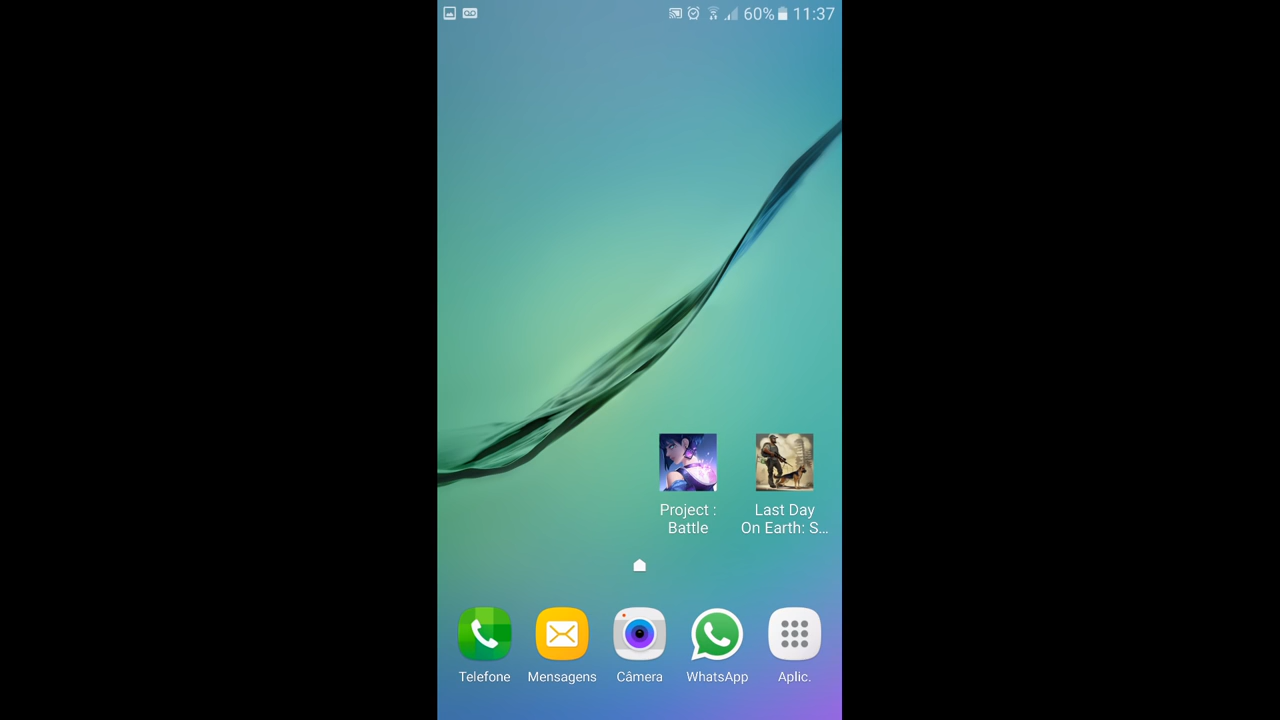 60% 11:37
Project : Last Day
Battle On Earth: S...
Telefone Mensagens Câmera WhatsApp Aplic.